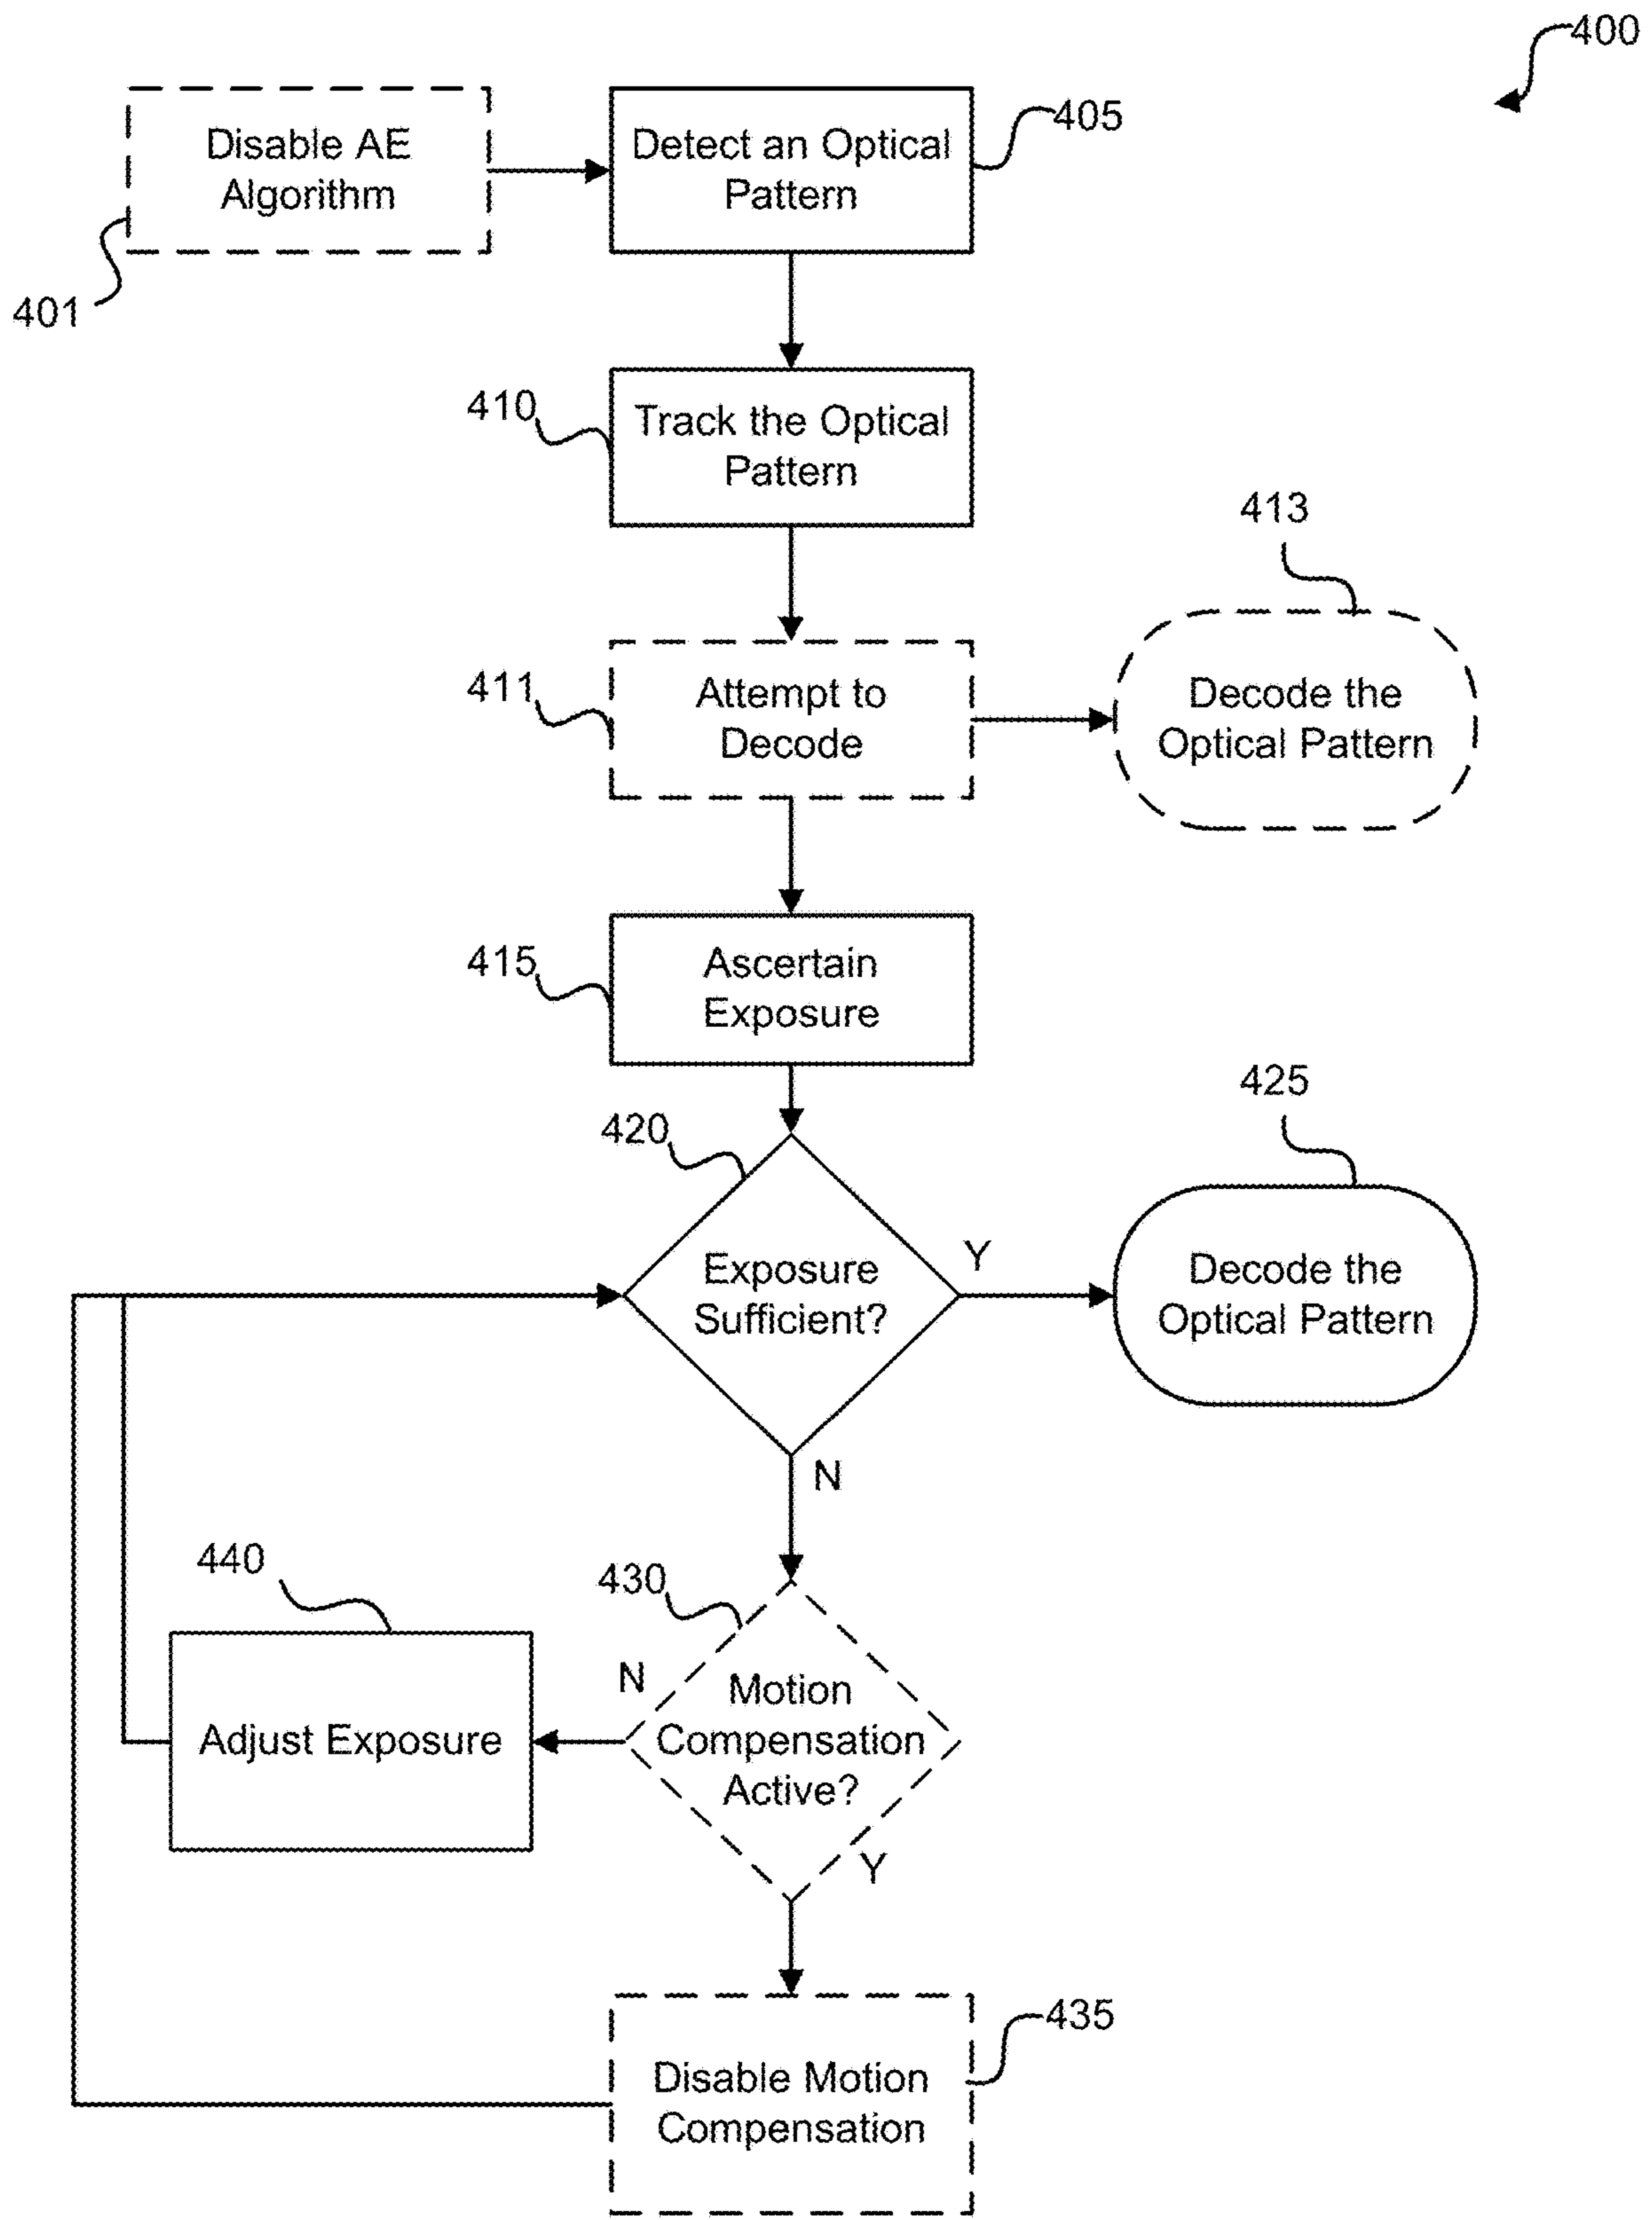 400
Disable AE
Algorithm
401
Detect an Optical
Pattern
405
410
Track the Optical
Pattern
413
411
Attempt to
Decode
Decode the
Optical Pattern
415
Ascertain
Exposure
425
420
Exposure
Sufficient?
Y
Decode the
Optical Pattern
N
440
430
N
Adjust Exposure
Motion
Compensation
Active?
Y
435
Disable Motion
Compensation